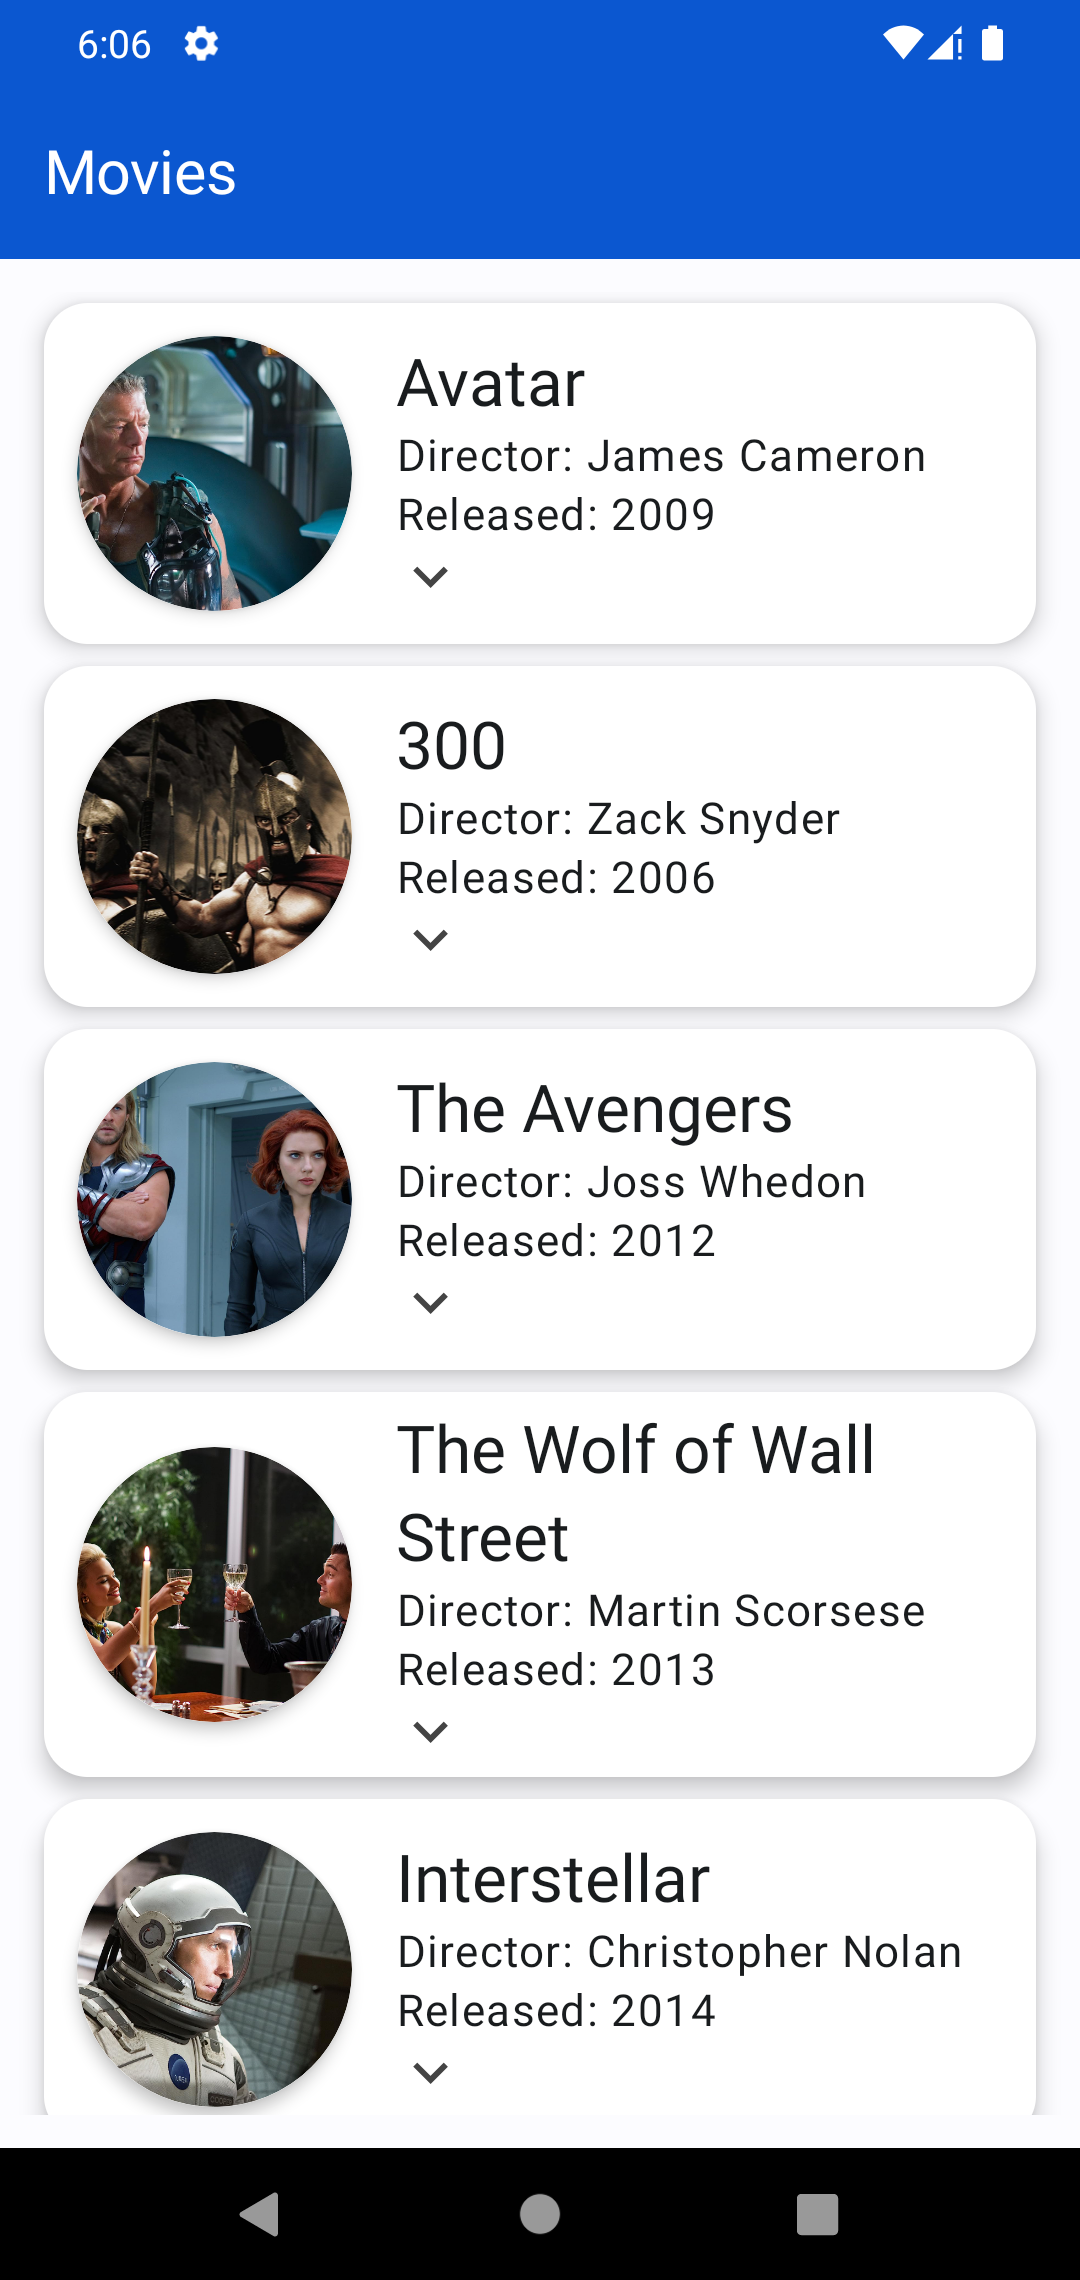 6:06
Movies
Avatar
Director: James Cameron
Released: 2009
300
Director: Zack Snyder
Released: 2006
The Avengers
Director: Joss Whedon
Released: 2012
The Wolf of Wall
Street
Director: Martin Scorsese
Released: 2013
Interstellar
Director: Christopher Nolan
Released: 2014